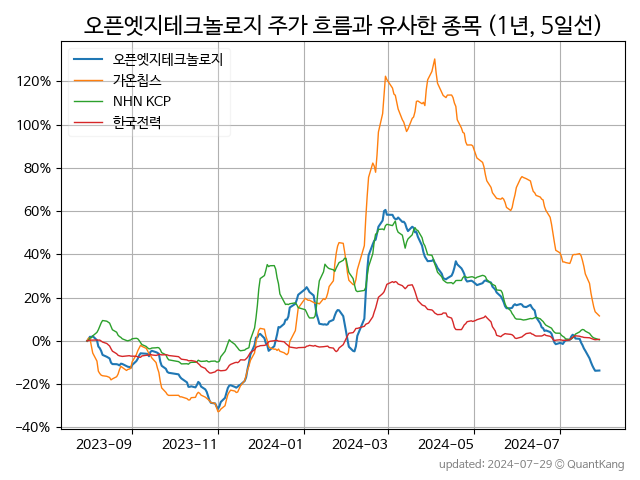 오픈엣지테크놀로지 주가 흐름과 유사한 종목 (1년, 5일선)
오픈엣지테크놀로지
가온칩스
NHN KCP
한국전력
120%
100%
80%
60%
40%
20%
0%
−20%
−40%
2023-09 2023-11 2024-01 2024-03 2024-05 2024-07
updated: 2024-07-29 © QuantKang